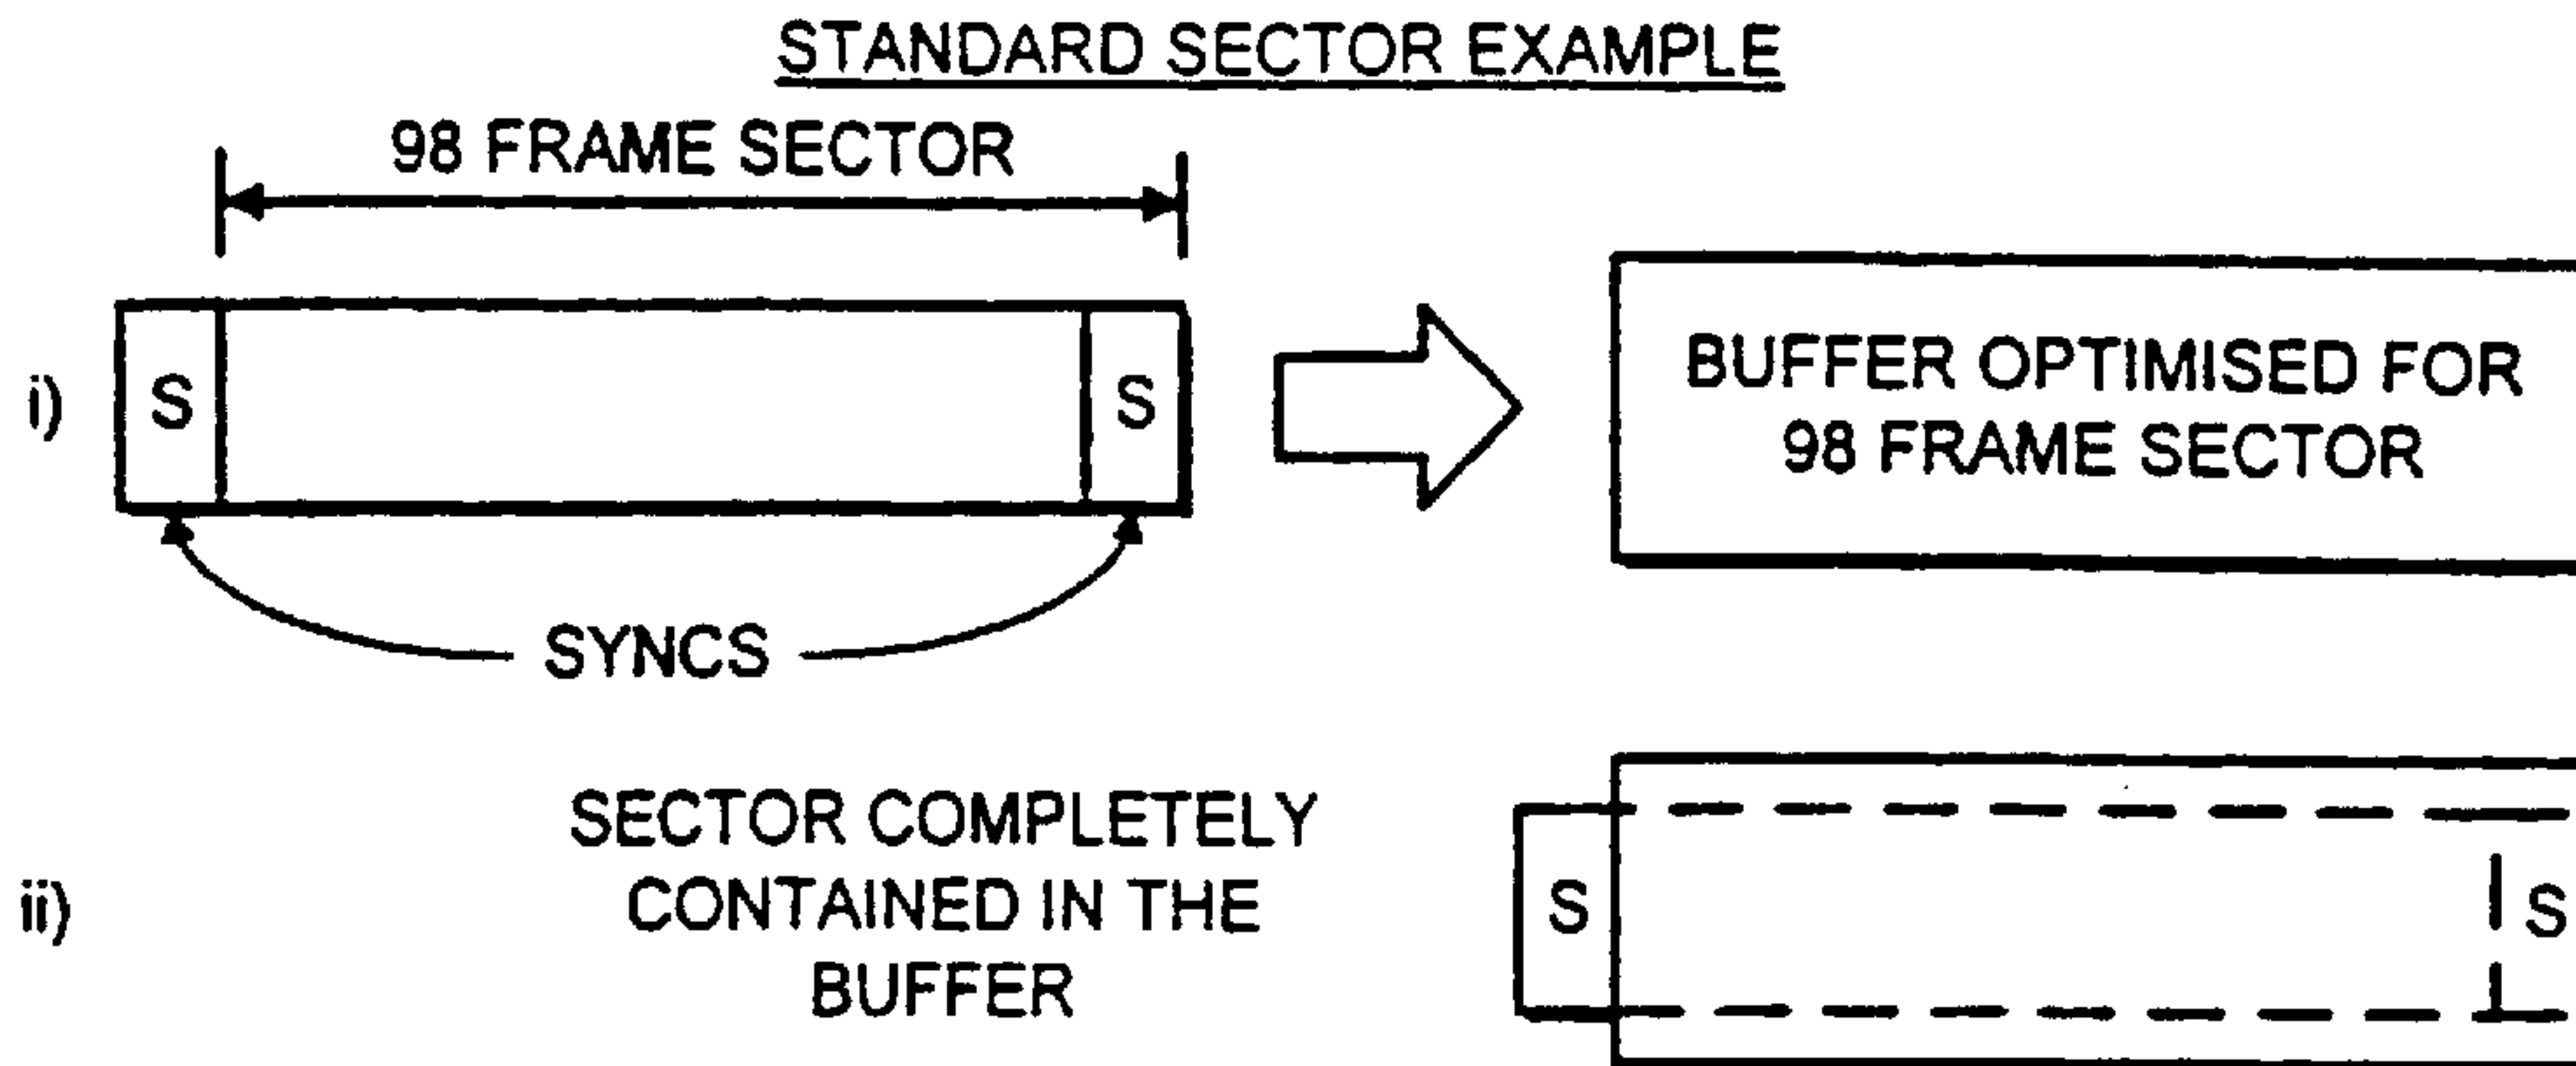 STANDARD SECTOR EXAMPLE
98 FRAME SECTOR
i)
S
S
BUFFER OPTIMISED FOR
98 FRAME SECTOR
SYNCS
ii)
SECTOR COMPLETELY
CONTAINED IN THE
BUFFER
S
S